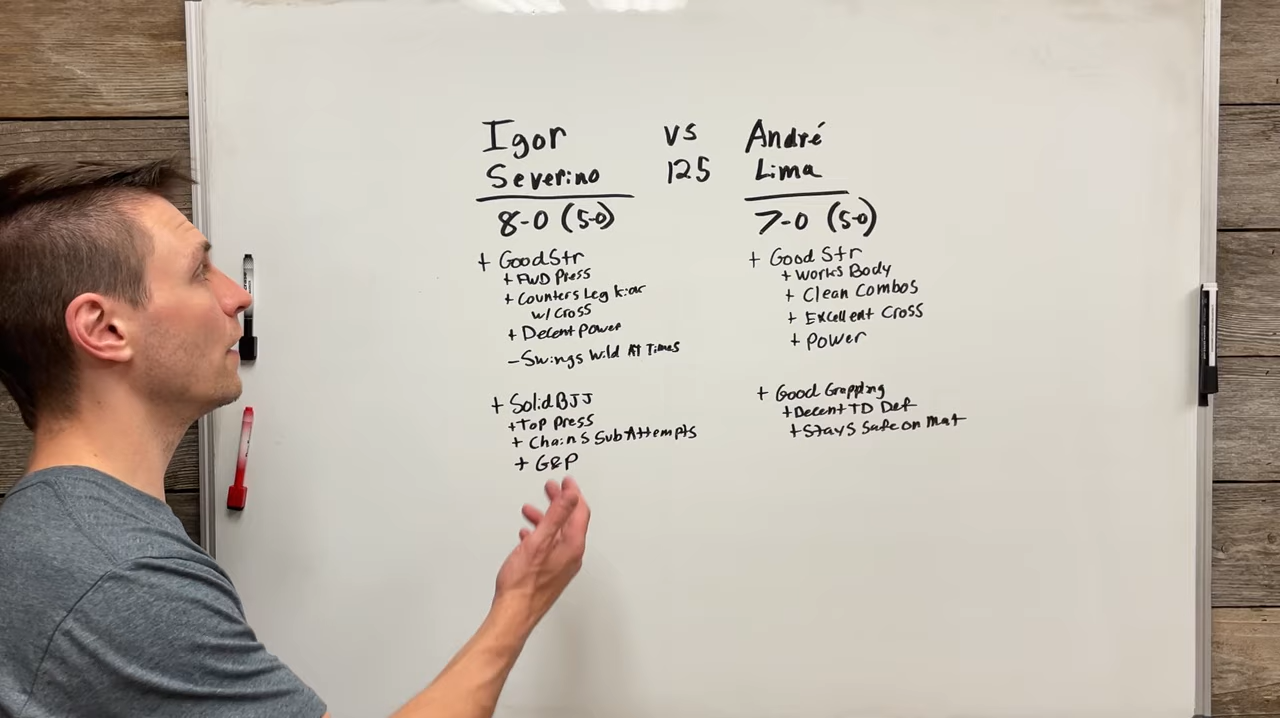 Igor vs André
Severino 125 Lima
8-0 (5-0) 7-0 (5-0)
+ Good Str
+ FWD Press
+ Counters Leg Kick
w/ Cross
+ Decent Power
- Swings Wild At Times
+ Solid BJJ
+ Top Press
+ Chains Sub Attempts
+ G&P
+ Good Str
+ Works Body
+ Clean Combos
+ Excellent Cross
+ Power
+ Good Grappling
+ Decent TD Def
+ Stays Safe on Mat